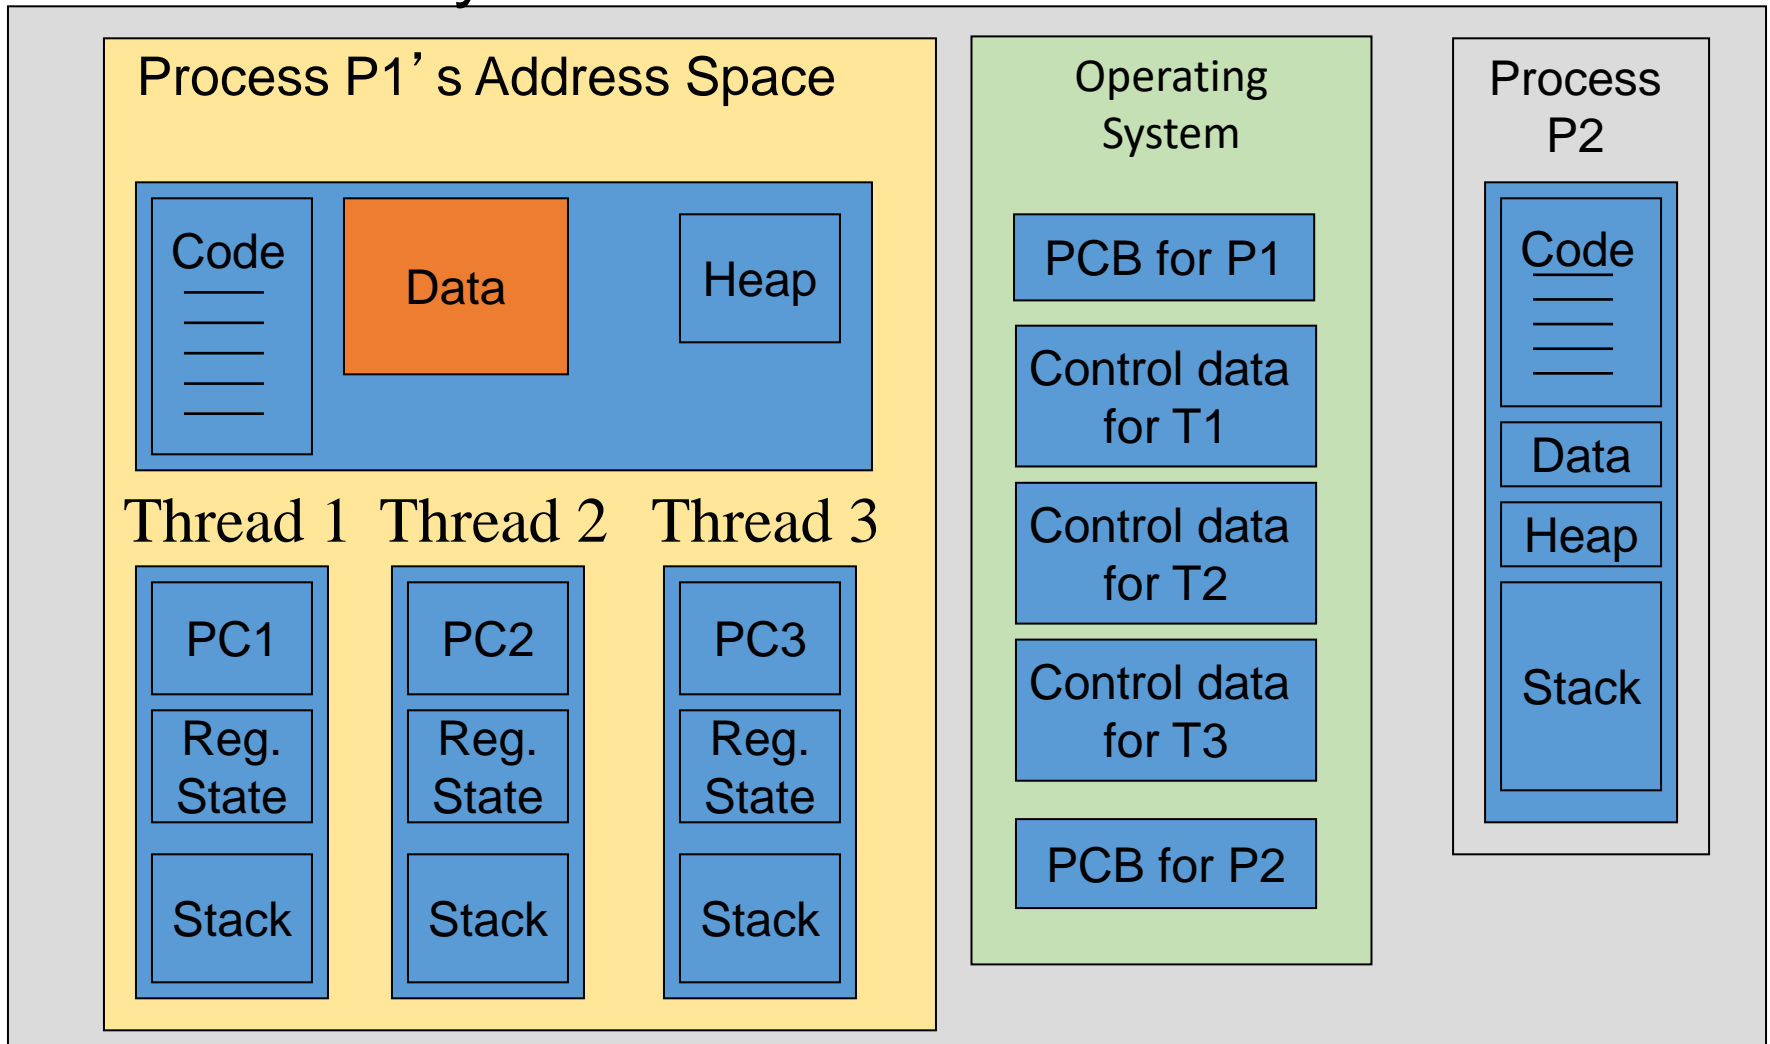 Process P1’s Address Space
Code
Data
Heap
Thread 1
Thread 2
Thread 3
PC1
Reg.
State
Stack
PC2
Reg.
State
Stack
PC3
Reg.
State
Stack
Operating
System
PCB for P1
Control data
for T1
Control data
for T2
Control data
for T3
PCB for P2
Process
P2
Code
Data
Heap
Stack